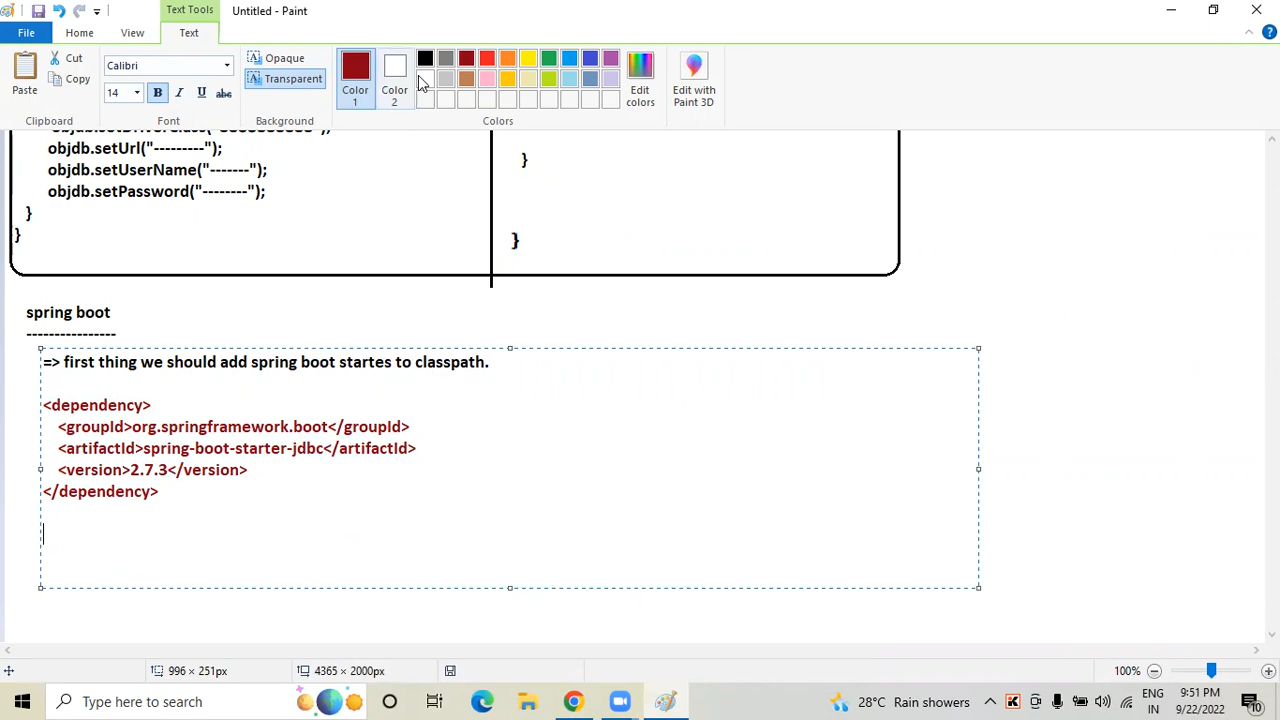 Text Tools
Untitled - Paint
File
Home
View
Text
Paste
Cut
Copy
Clipboard
Calibri
14
B
I
U
abc
Font
Opaque
Transparent
Background
Color 1
Color 2
Edit colors
Colors
Edit with Paint 3D
objdb.setUrl("---------");
objdb.setUserName("-------");
objdb.setPassword("--------");
}
}
}
}
spring boot
----------------
=> first thing we should add spring boot startes to classpath.
<dependency>
<groupId>org.springframework.boot</groupId>
<artifactId>spring-boot-starter-jdbc</artifactId>
<version>2.7.3</version>
</dependency>
996 × 251px
4365 × 2000px
100%
Type here to search
28°C Rain showers
ENG
IN
9:51 PM
9/22/2022
10